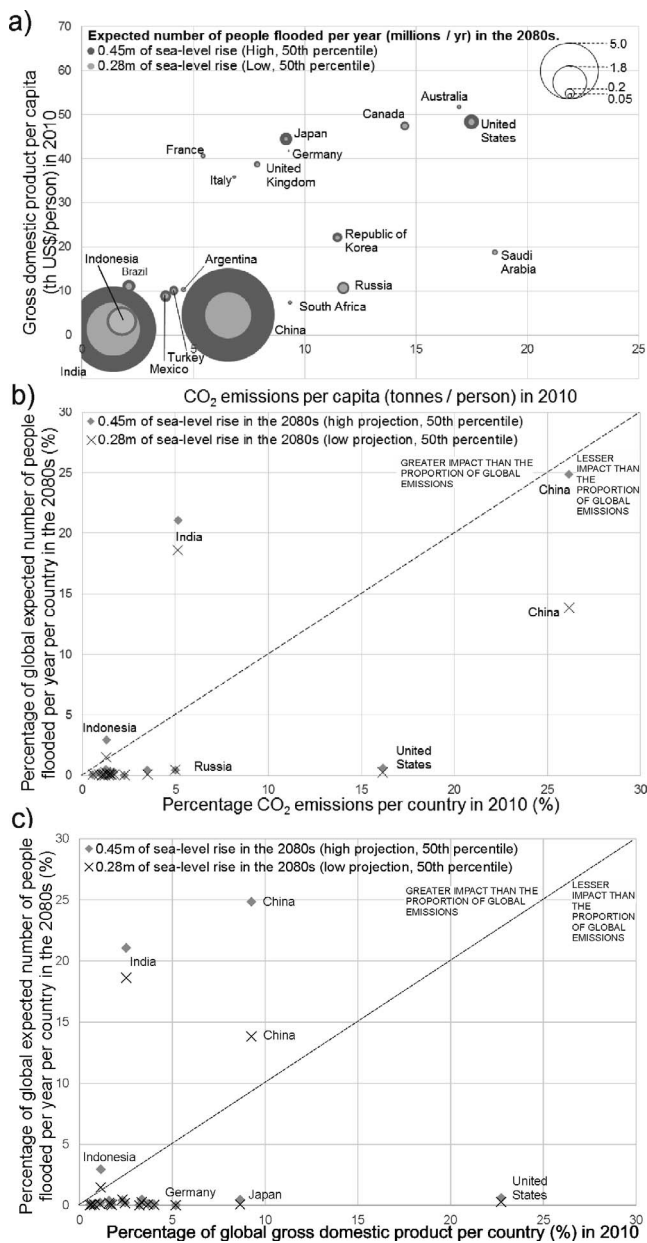 a)
Expected number of people flooded per year (millions / yr) in the 2080s.
0.45m of sea-level rise (High, 50th percentile)
0.28m of sea-level rise (Low, 50th percentile)
5.0
1.8
0.2
0.05
Gross domestic product per capita
(th US$/person) in 2010
70
60
50
40
30
20
10
0
Australia
Canada
United
States
Japan
Germany
France
Italy
United
Kingdom
Republic of
Korea
Saudi
Arabia
Indonesia
Brazil
Argentina
Russia
South Africa
China
Turkey
Mexico
India
0
5
10
15
20
25
CO2 emissions per capita (tonnes / person) in 2010
b)
0.45m of sea-level rise in the 2080s (high projection, 50th percentile)
0.28m of sea-level rise in the 2080s (low projection, 50th percentile)
GREATER IMPACT THAN THE
PROPORTION OF GLOBAL
EMISSIONS
LESSER
IMPACT THAN
THE
PROPORTION
OF GLOBAL
EMISSIONS
Percentage of global expected number of people
flooded per year per country in the 2080s (%)
30
25
20
15
10
5
0
China
India
China
Indonesia
Russia
United
States
0
5
10
15
20
25
30
Percentage CO2 emissions per country in 2010 (%)
c)
0.45m of sea-level rise in the 2080s (high projection, 50th percentile)
0.28m of sea-level rise in the 2080s (low projection, 50th percentile)
GREATER IMPACT THAN THE
PROPORTION OF GLOBAL
EMISSIONS
LESSER
IMPACT THAN
THE
PROPORTION
OF GLOBAL
EMISSIONS
Percentage of global expected number of people
flooded per year per country in the 2080s (%)
30
25
20
15
10
5
0
China
India
China
Indonesia
Germany
Japan
United
States
0
5
10
15
20
25
30
Percentage of global gross domestic product per country (%) in 2010